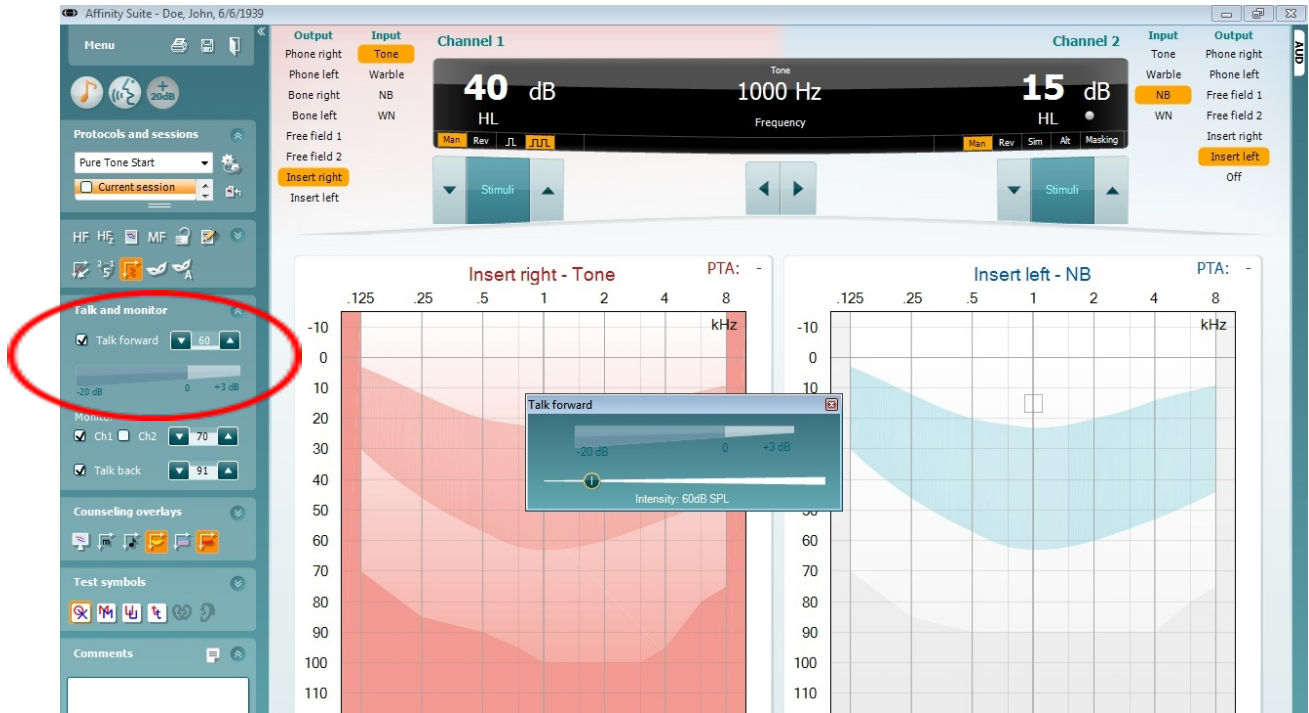 Affinity Suite - Doe, John, 6/6/1939
Menu
+
20dB
Protocols and sessions
Pure Tone Start
Current session
HF HF2 MF
2
-5
A
Talk and monitor
Talk forward 60
-20 dB 0 +3 dB
Monitor
Ch1 Ch2 70
Talk back 91
Counseling overlays
m
Test symbols
M U t
Comments
Output Input
Phone right Tone
Phone left Warble
Bone right NB
Bone left WN
Free field 1
Free field 2
Insert right
Insert left
Channel 1
40 dB
HL
Man Rev
Tone
1000 Hz
Frequency
Channel 2
15 dB
HL
Man Rev Sim Alt Masking
Stimuli
Stimuli
Input Output
Tone Phone right
Warble Phone left
NB Free field 1
WN Free field 2
Insert right
Insert left
Off
AUD
Insert right - Tone PTA: -
.125 .25 .5 1 2 4 8
kHz
-10
0
10
20
30
40
50
60
70
80
90
100
110
Talk forward
-20 dB 0 +3 dB
Intensity: 60dB SPL
Insert left - NB PTA: -
.125 .25 .5 1 2 4 8
kHz
-10
0
10
50
60
70
80
90
100
110